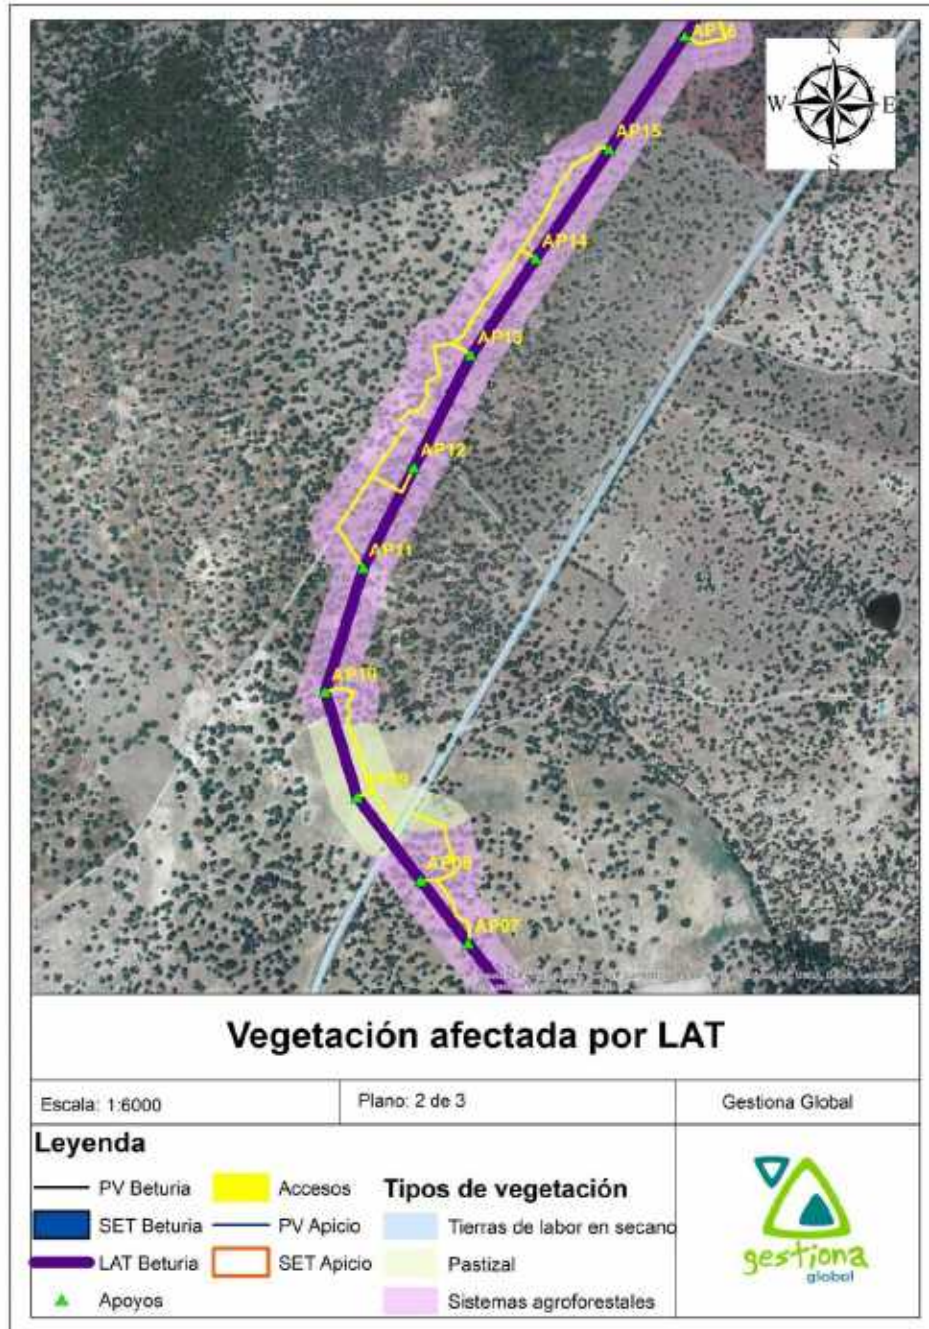 AP16
N
W E
S
AP15
AP14
AP13
AP12
AP11
AP10
AP09
AP08
AP07
Vegetación afectada por LAT
Escala: 1:6000
Plano: 2 de 3
Gestiona Global
Leyenda
PV Beturia
Accesos
Tipos de vegetación
SET Beturia
PV Apicio
Tierras de labor en secano
LAT Beturia
SET Apicio
Pastizal
Apoyos
Sistemas agroforestales
gestiona
global